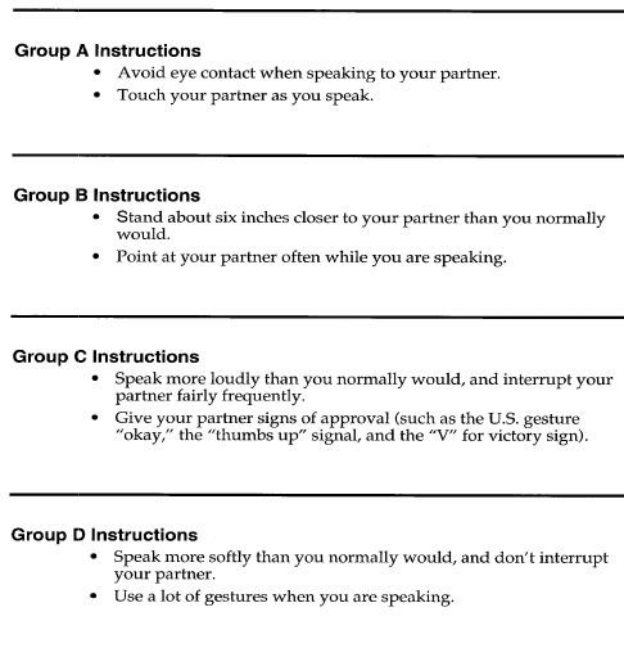 Group A Instructions
• Avoid eye contact when speaking to your partner.
• Touch your partner as you speak.
Group B Instructions
• Stand about six inches closer to your partner than you normally
would.
• Point at your partner often while you are speaking.
Group C Instructions
• Speak more loudly than you normally would, and interrupt your
partner fairly frequently.
• Give your partner signs of approval (such as the U.S. gesture
"okay," the "thumbs up" signal, and the "V" for victory sign).
Group D Instructions
• Speak more softly than you normally would, and don't interrupt
your partner.
• Use a lot of gestures when you are speaking.